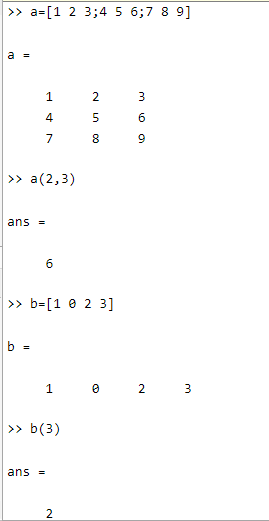 >> a=[1 2 3;4 5 6;7 8 9]
a =
1 2 3
4 5 6
7 8 9
>> a(2,3)
ans =
6
>> b=[1 0 2 3]
b =
1 0 2 3
>> b(3)
ans =
2